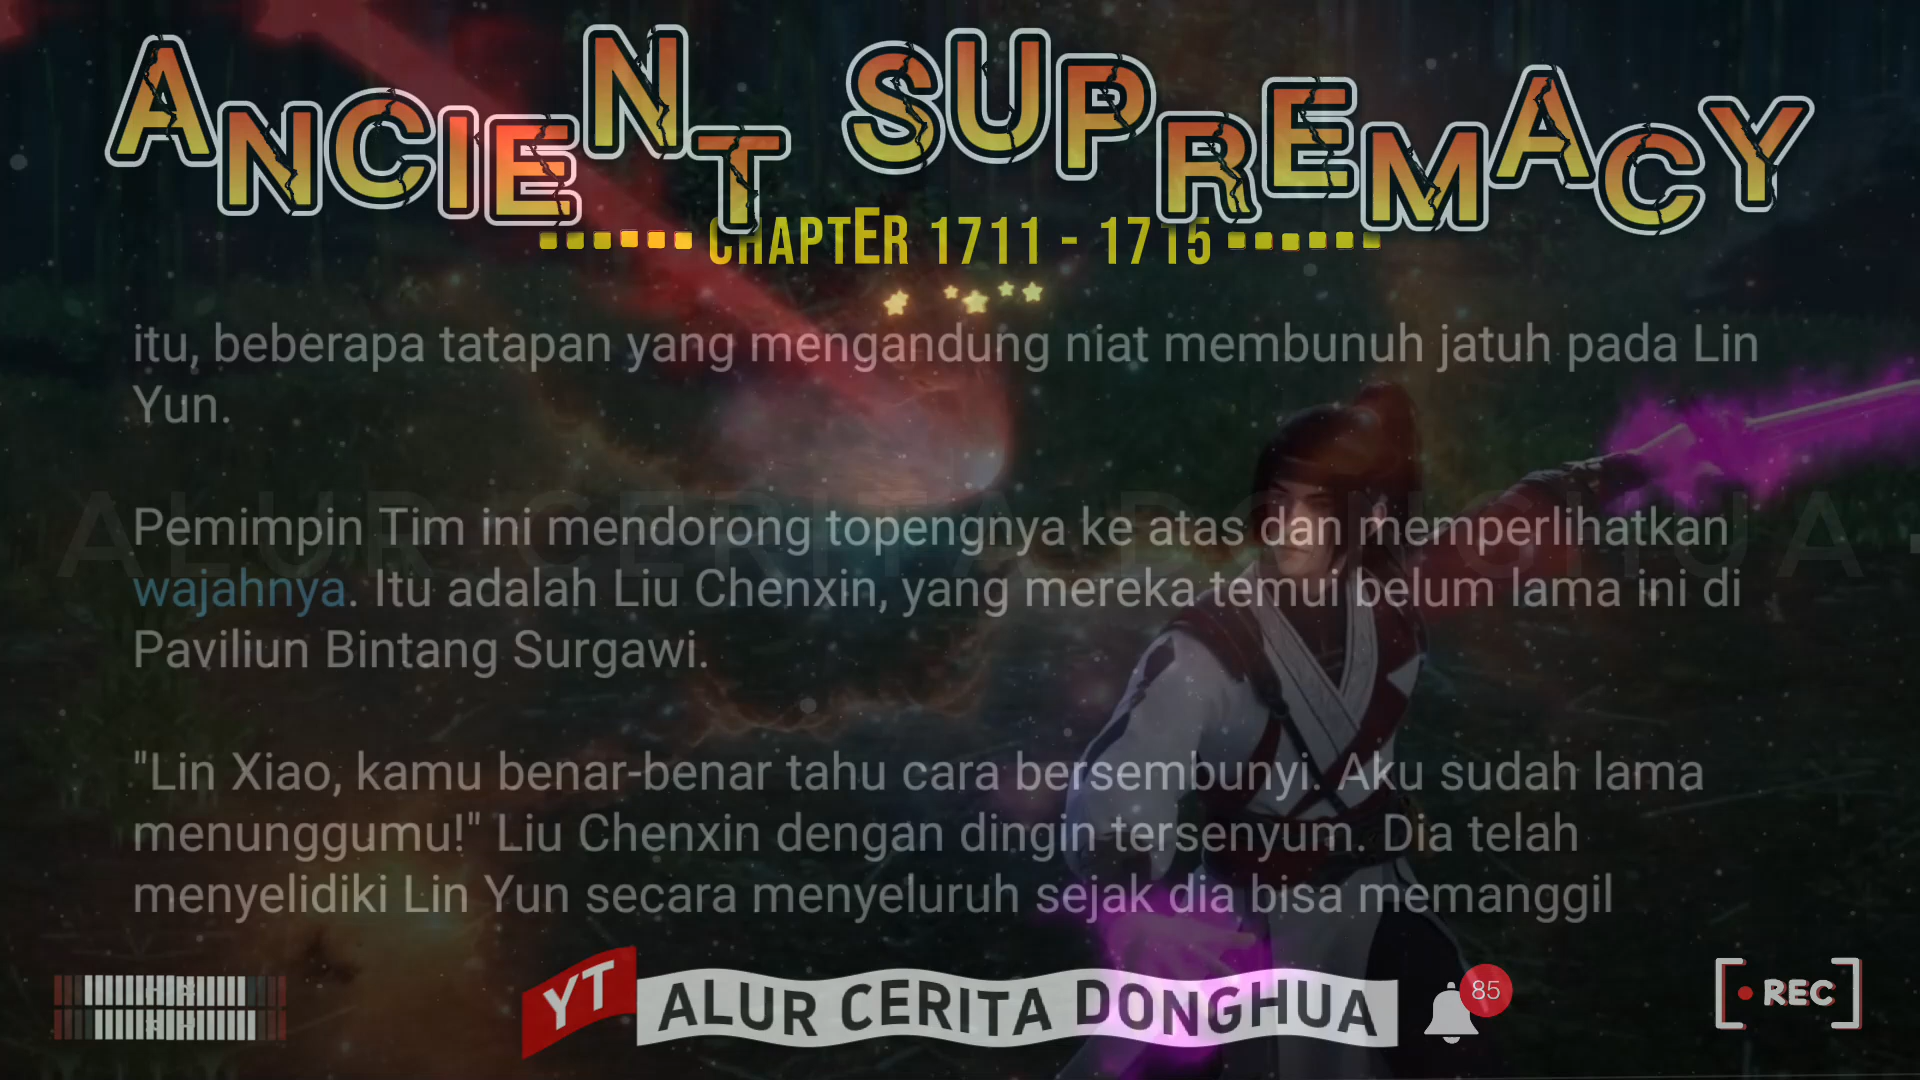 ANCIENT SUPREMACY
CHAPTER 1711 - 1715
itu, beberapa tatapan yang mengandung niat membunuh jatuh pada Lin
Yun.
ALUR CERITA DONGHUA
Pemimpin Tim ini mendorong topengnya ke atas dan memperlihatkan
wajahnya. Itu adalah Liu Chenxin, yang mereka temui belum lama ini di
Paviliun Bintang Surgawi.
"Lin Xiao, kamu benar-benar tahu cara bersembunyi. Aku sudah lama
menunggumu!" Liu Chenxin dengan dingin tersenyum. Dia telah
menyelidiki Lin Yun secara menyeluruh sejak dia bisa memanggil
YT ALUR CERITA DONGHUA 85
REC